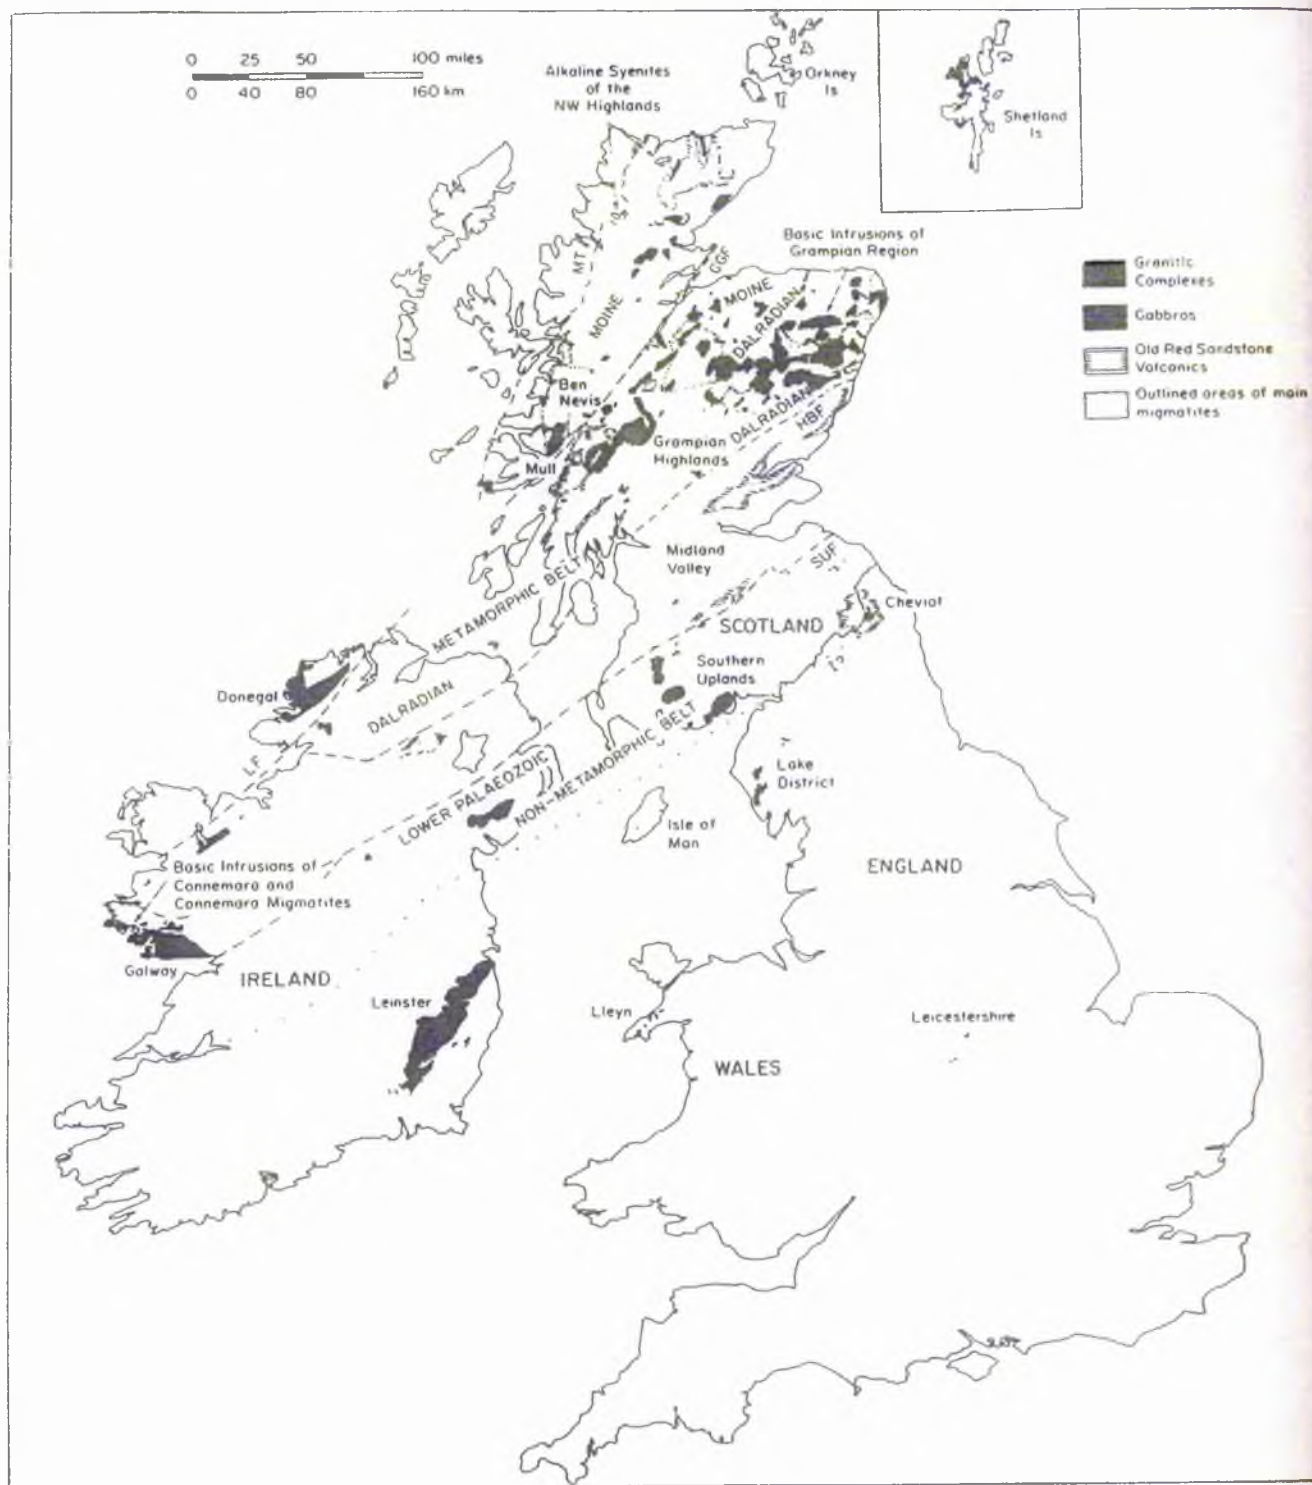 0 25 50 100 miles
0 40 80 160 km
Alkaline Syenites
of the
NW Highlands
Orkney
Is
Shetland
Is
Basic Intrusions of
Grampian Region
Granitic
Complexes
Gabbros
Old Red Sandstone
Volcanics
Outlined areas of main
migmatites
MT
GGF
MOINE
MOINE
DALRADIAN
Ben
Nevis
DALRADIAN
HBF
Grampian
Highlands
Mull
Midland
Valley
SUF
METAMORPHIC BELT
Cheviot
SCOTLAND
Southern
Uplands
Donegal
DALRADIAN
LF
LOWER PALAEOZOIC
NON-METAMORPHIC BELT
Lake
District
Isle of
Man
ENGLAND
Basic Intrusions of
Connemara and
Connemara Migmatites
Galway
IRELAND
Leinster
Lleyn
Leicestershire
WALES